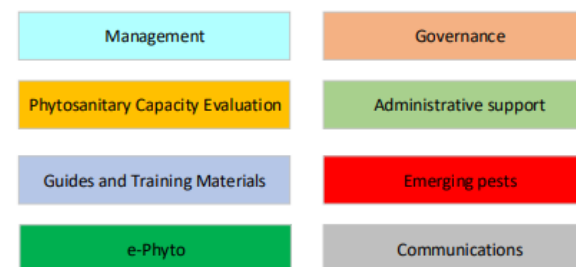 Management
Governance
Phytosanitary Capacity Evaluation
Administrative support
Guides and Training Materials
Emerging pests
e-Phyto
Communications